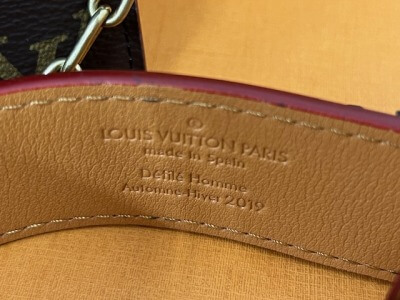 LOUIS VUITTON PARIS
made in Spain
Défilé Homme
Automne-Hiver 2019